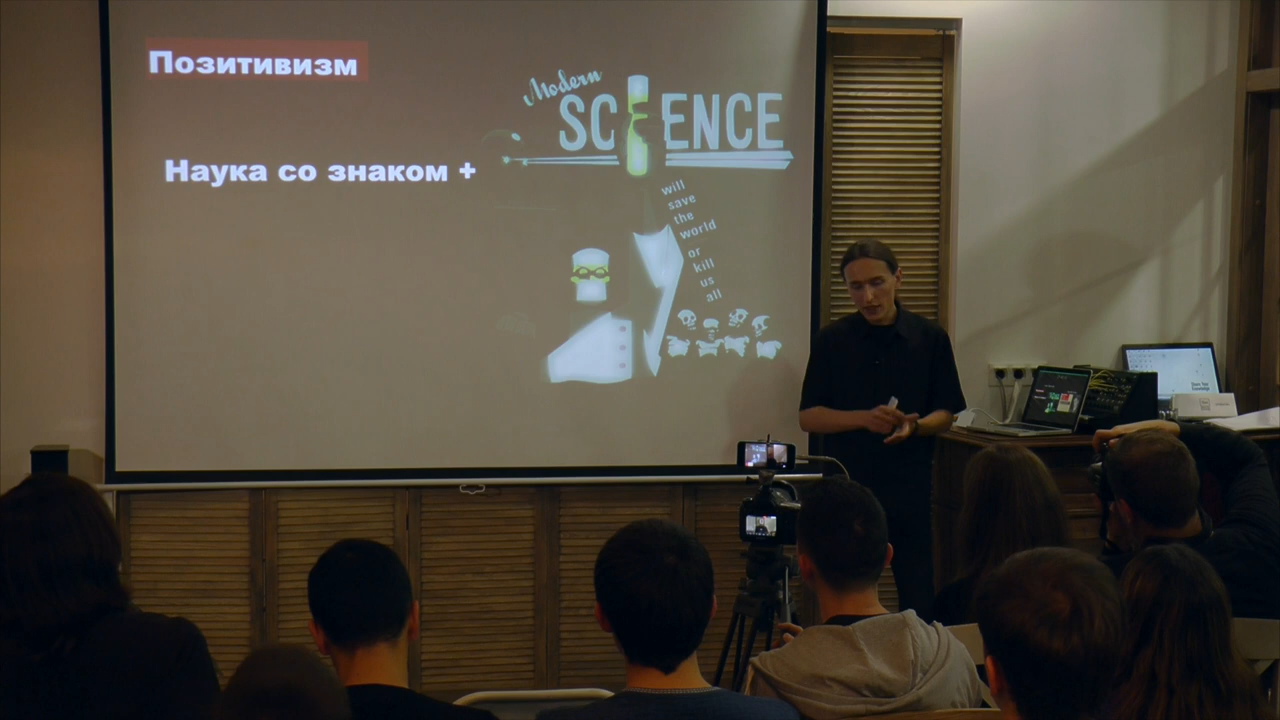 Позитивизм
Наука со знаком +
Modern
SCIENCE
will
save
the
world
or
kill
us
all